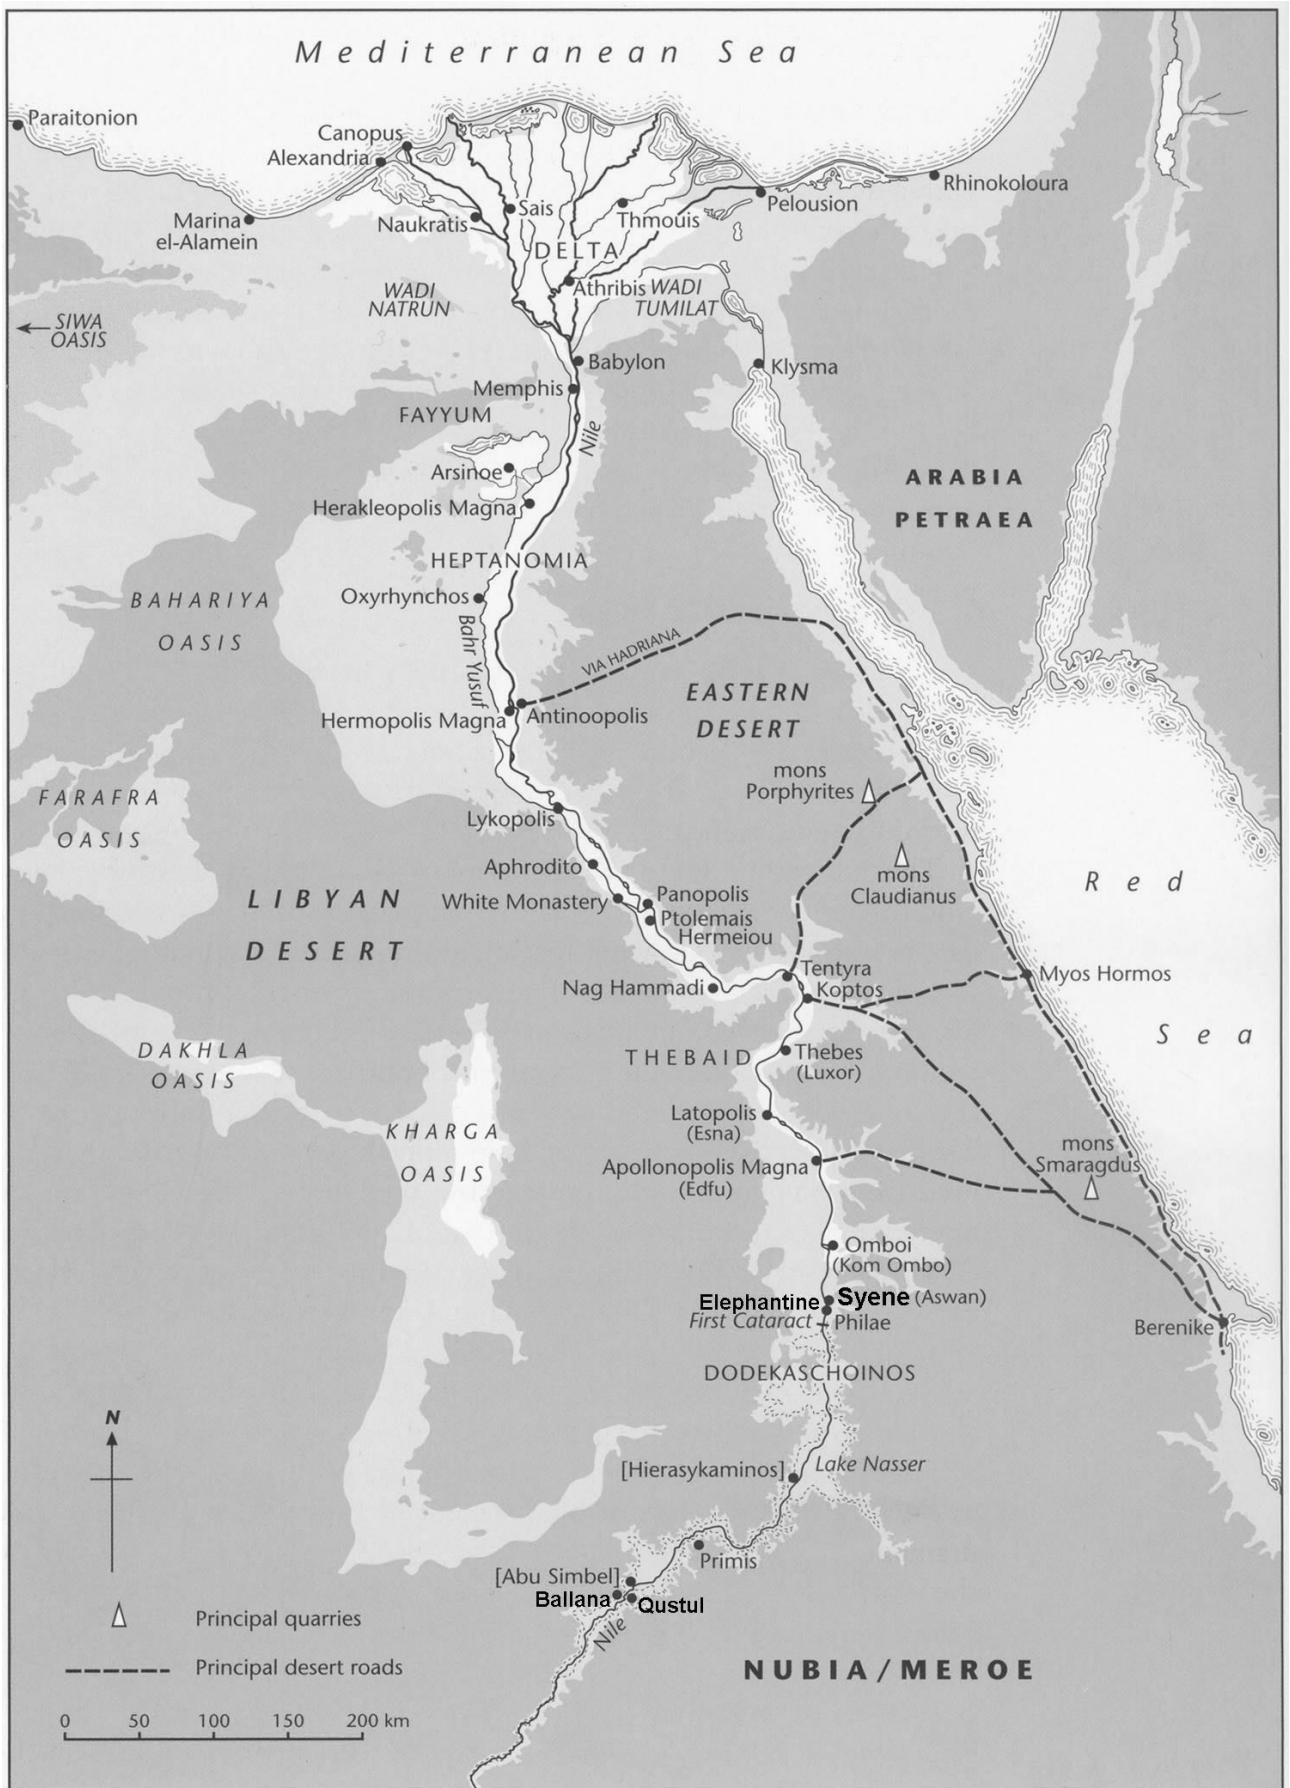 Mediterranean Sea
Paraitonion
Canopus
Alexandria
Rhinokoloura
Pelousion
Marina
el-Alamein
Naukratis
Sais
Thmouis
DELTA
Athribis
WADI
TUMILAT
WADI
NATRUN
SIWA
OASIS
Babylon
Klysma
Memphis
FAYYUM
Nile
Arsinoe
ARABIA
PETRAEA
Herakleopolis Magna
HEPTANOMIA
Oxyrhynchos
BAHARIYA
OASIS
Bahr Yusuf
VIA HADRIANA
EASTERN
DESERT
Hermopolis Magna
Antinoopolis
mons
Porphyrites
FARAFRA
OASIS
Lykopolis
mons
Claudianus
Red
Sea
Aphrodito
LIBYAN
DESERT
White Monastery
Panopolis
Ptolemais
Hermeiou
Nag Hammadi
Tentyra
Koptos
Myos Hormos
DAKHLA
OASIS
THEBAID
Thebes
(Luxor)
KHARGA
OASIS
Latopolis
(Esna)
mons
Smaragdus
Apollonopolis Magna
(Edfu)
Omboi
(Kom Ombo)
Elephantine
Syene (Aswan)
First Cataract
Philae
Berenike
DODEKASCHOINOS
N
[Hierasykaminos]
Lake Nasser
Primis
[Abu Simbel]
Ballana
Qustul
Nile
Principal quarries
Principal desert roads
NUBIA/MEROE
0 50 100 150 200 km